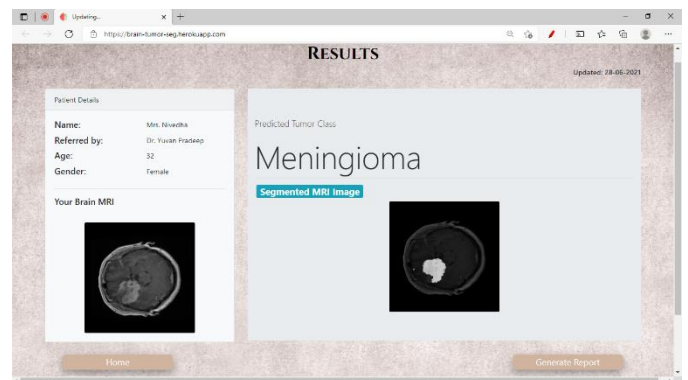 Updating...
https://brain-tumor-seg.herokuapp.com
RESULTS
Updated: 28-06-2021
Patient Details
Name: Mrs. Nivedha
Referred by: Dr. Yuvan Pradeep
Age: 32
Gender: Female
Your Brain MRI
Predicted Tumor Class
Meningioma
Segmented MRI Image
Home
Generate Report